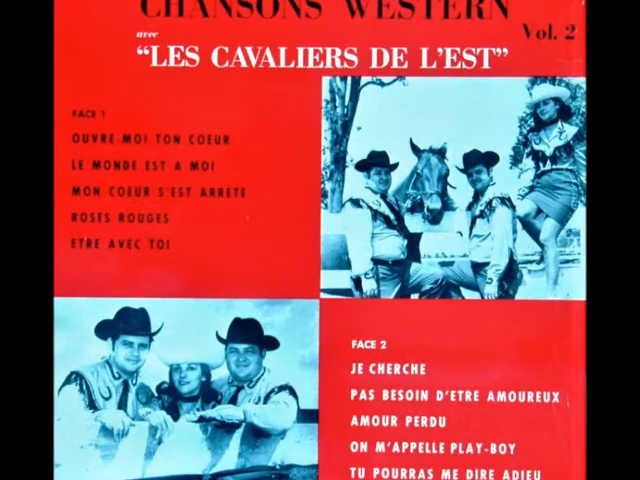 CHANSONS WESTERN
Vol. 2
avec
"LES CAVALIERS DE L'EST"
FACE 1
OUVRE-MOI TON COEUR
LE MONDE EST A MOI
MON COEUR S'EST ARRETE
ROSES ROUGES
ETRE AVEC TOI
FACE 2
JE CHERCHE
PAS BESOIN D'ETRE AMOUREUX
AMOUR PERDU
ON M'APPELLE PLAY-BOY
TU POURRAS ME DIRE ADIEU